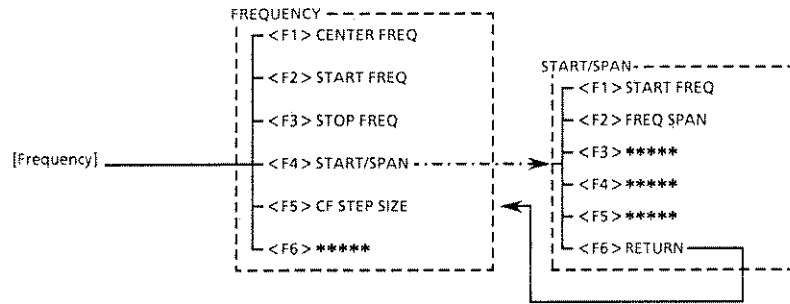 FREQUENCY
<F1> CENTER FREQ
<F2> START FREQ
<F3> STOP FREQ
[Frequency]
<F4> START/SPAN
<F5> CF STEP SIZE
<F6> *****
START/SPAN
<F1> START FREQ
<F2> FREQ SPAN
<F3> *****
<F4> *****
<F5> *****
<F6> RETURN